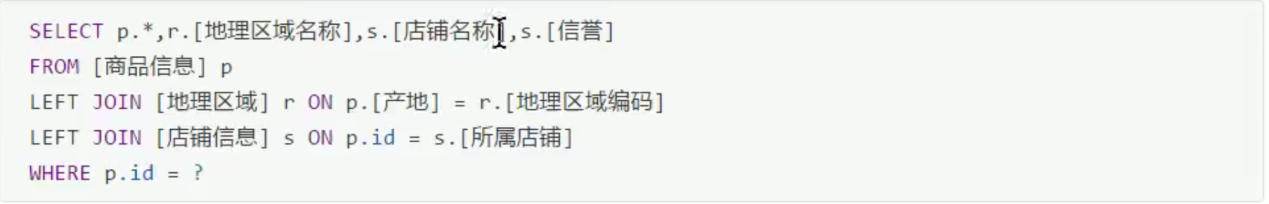 SELECT p.*,r.[地理区域名称],s.[店铺名称],s.[信誉]
FROM [商品信息] p
LEFT JOIN [地理区域] r ON p.[产地] = r.[地理区域编码]
LEFT JOIN [店铺信息] s ON p.id = s.[所属店铺]
WHERE p.id = ?